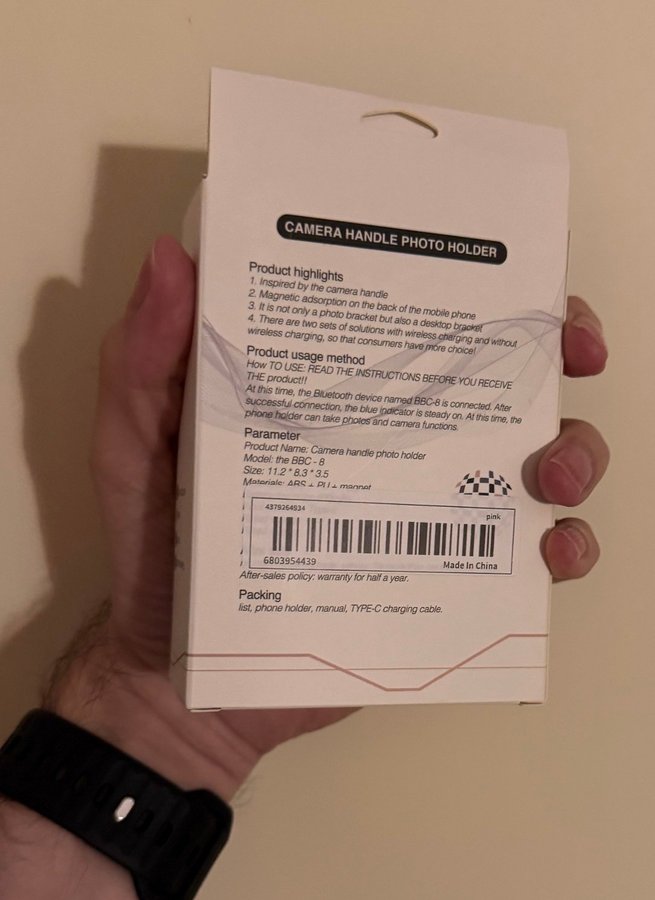 CAMERA HANDLE PHOTO HOLDER
Product highlights
1. Inspired by the camera handle
2. Magnetic adsorption on the back of the mobile phone
3. It is not only a photo bracket but also a desktop bracket
4. There are two sets of solutions with wireless charging and without
wireless charging, so that consumers have more choice!
Product usage method
How TO USE: READ THE INSTRUCTIONS BEFORE YOU RECEIVE
THE product!!
At this time, the Bluetooth device named BBC-8 is connected. After
successful connection, the blue indicator is steady on. At this time, the
phone holder can take photos and camera functions.
Parameter
Product Name: Camera handle photo holder
Model: the BBC - 8
Size: 11.2 * 8.3 * 3.5
Materials: ABS + PU + magnet
4379264934 pink
6803954439 Made In China
After-sales policy: warranty for half a year.
Packing
list, phone holder, manual, TYPE-C charging cable.